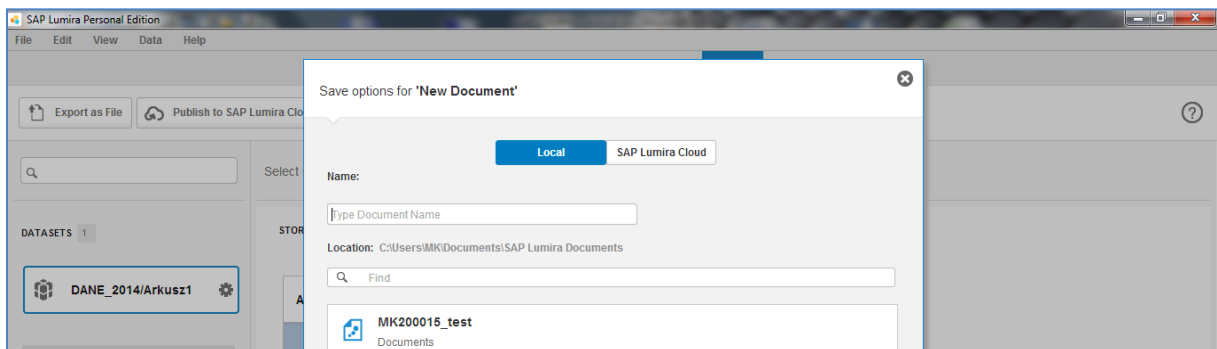 SAP Lumira Personal Edition
File Edit View Data Help
Save options for 'New Document'
Export as File Publish to SAP Lumira Clo
Local SAP Lumira Cloud
Select
Name:
Type Document Name
DATASETS 1
STOR
Location: C:\Users\MK\Documents\SAP Lumira Documents
Find
DANE_2014/Arkusz1
A
MK200015_test
Documents